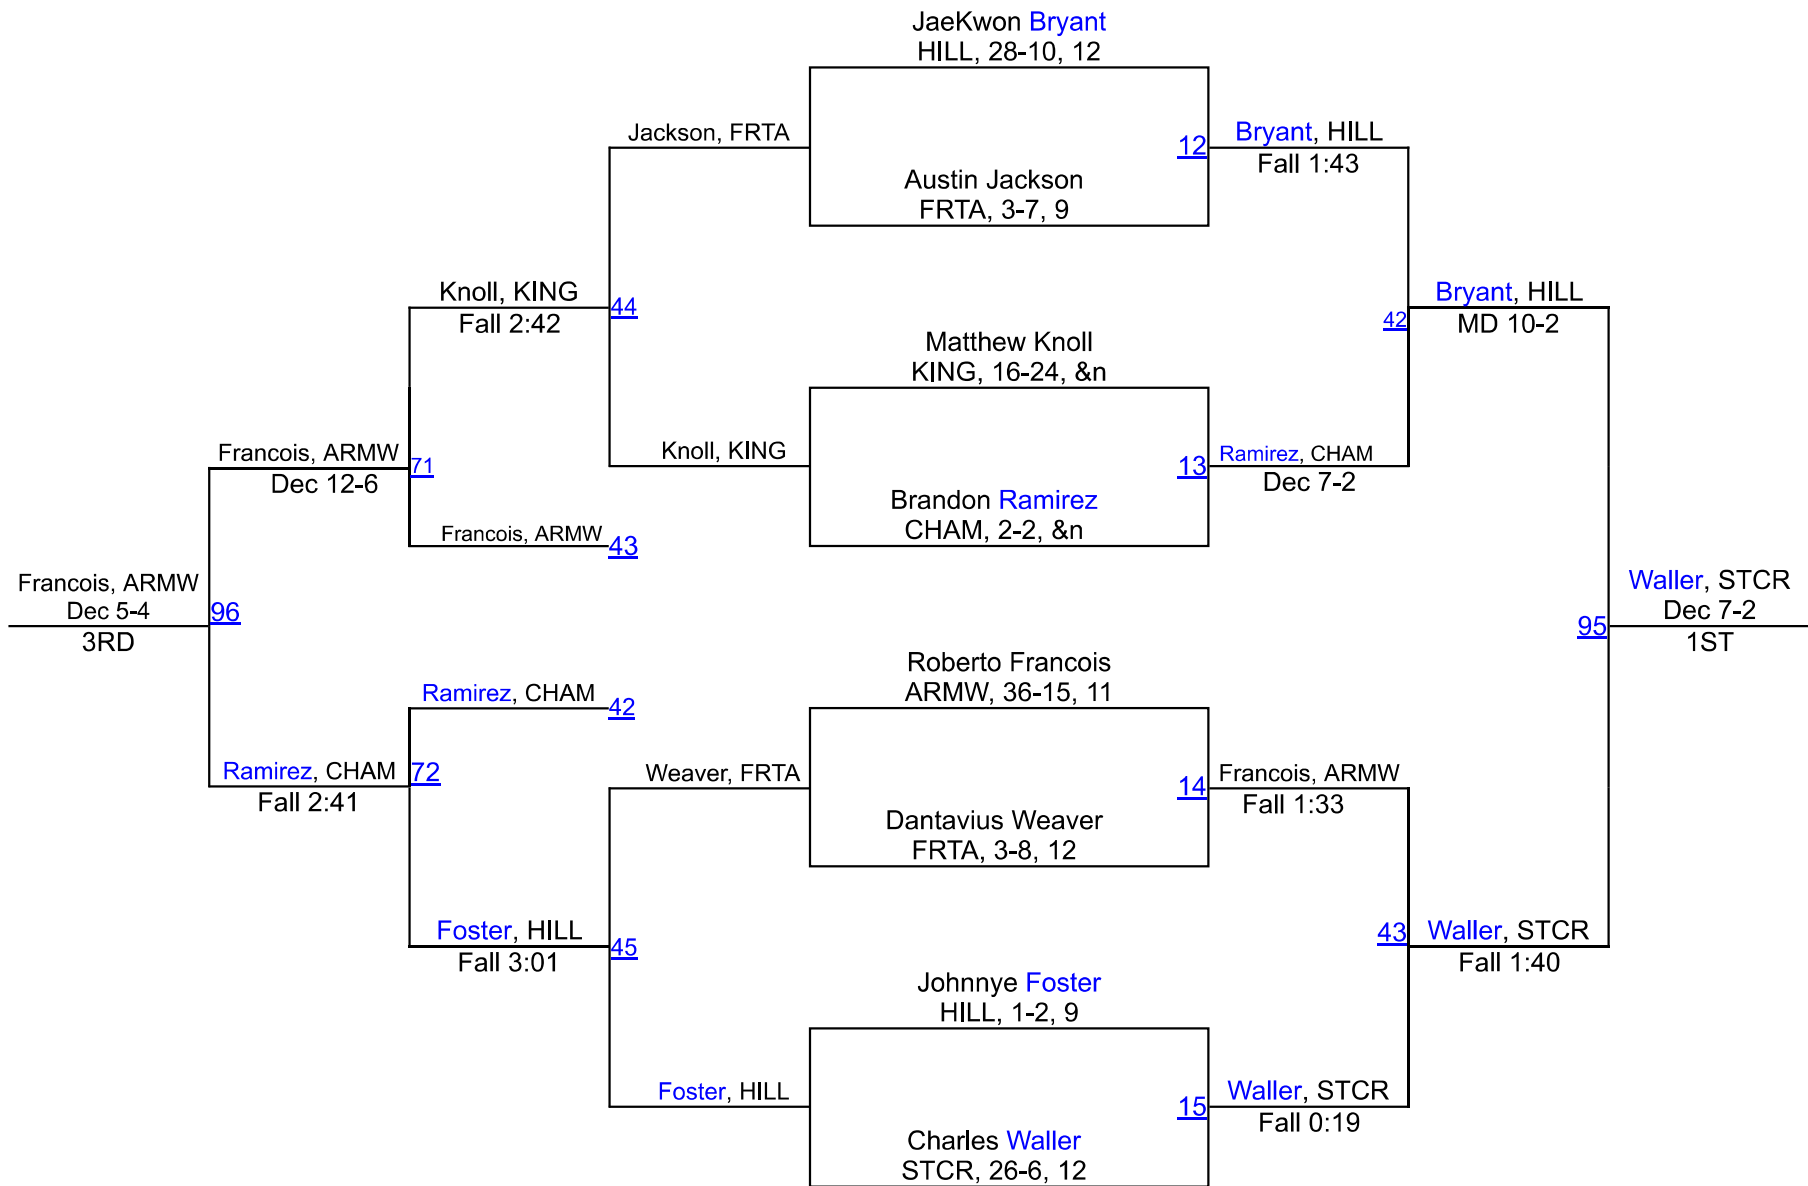 JaeKwon Bryant
HILL, 28-10, 12
Jackson, FRTA
12
Bryant, HILL
Fall 1:43
Austin Jackson
FRTA, 3-7, 9
Knoll, KING
Fall 2:42
44
42
Bryant, HILL
MD 10-2
Matthew Knoll
KING, 16-24, &n
Francois, ARMW
Dec 12-6
71
Knoll, KING
13
Ramirez, CHAM
Dec 7-2
Brandon Ramirez
CHAM, 2-2, &n
Francois, ARMW
43
Francois, ARMW
Dec 5-4
3RD
96
95
Waller, STCR
Dec 7-2
1ST
Roberto Francois
ARMW, 36-15, 11
Ramirez, CHAM
42
Ramirez, CHAM
Fall 2:41
72
Weaver, FRTA
14
Francois, ARMW
Fall 1:33
Dantavius Weaver
FRTA, 3-8, 12
Foster, HILL
Fall 3:01
45
43
Waller, STCR
Fall 1:40
Johnnye Foster
HILL, 1-2, 9
Foster, HILL
15
Waller, STCR
Fall 0:19
Charles Waller
STCR, 26-6, 12